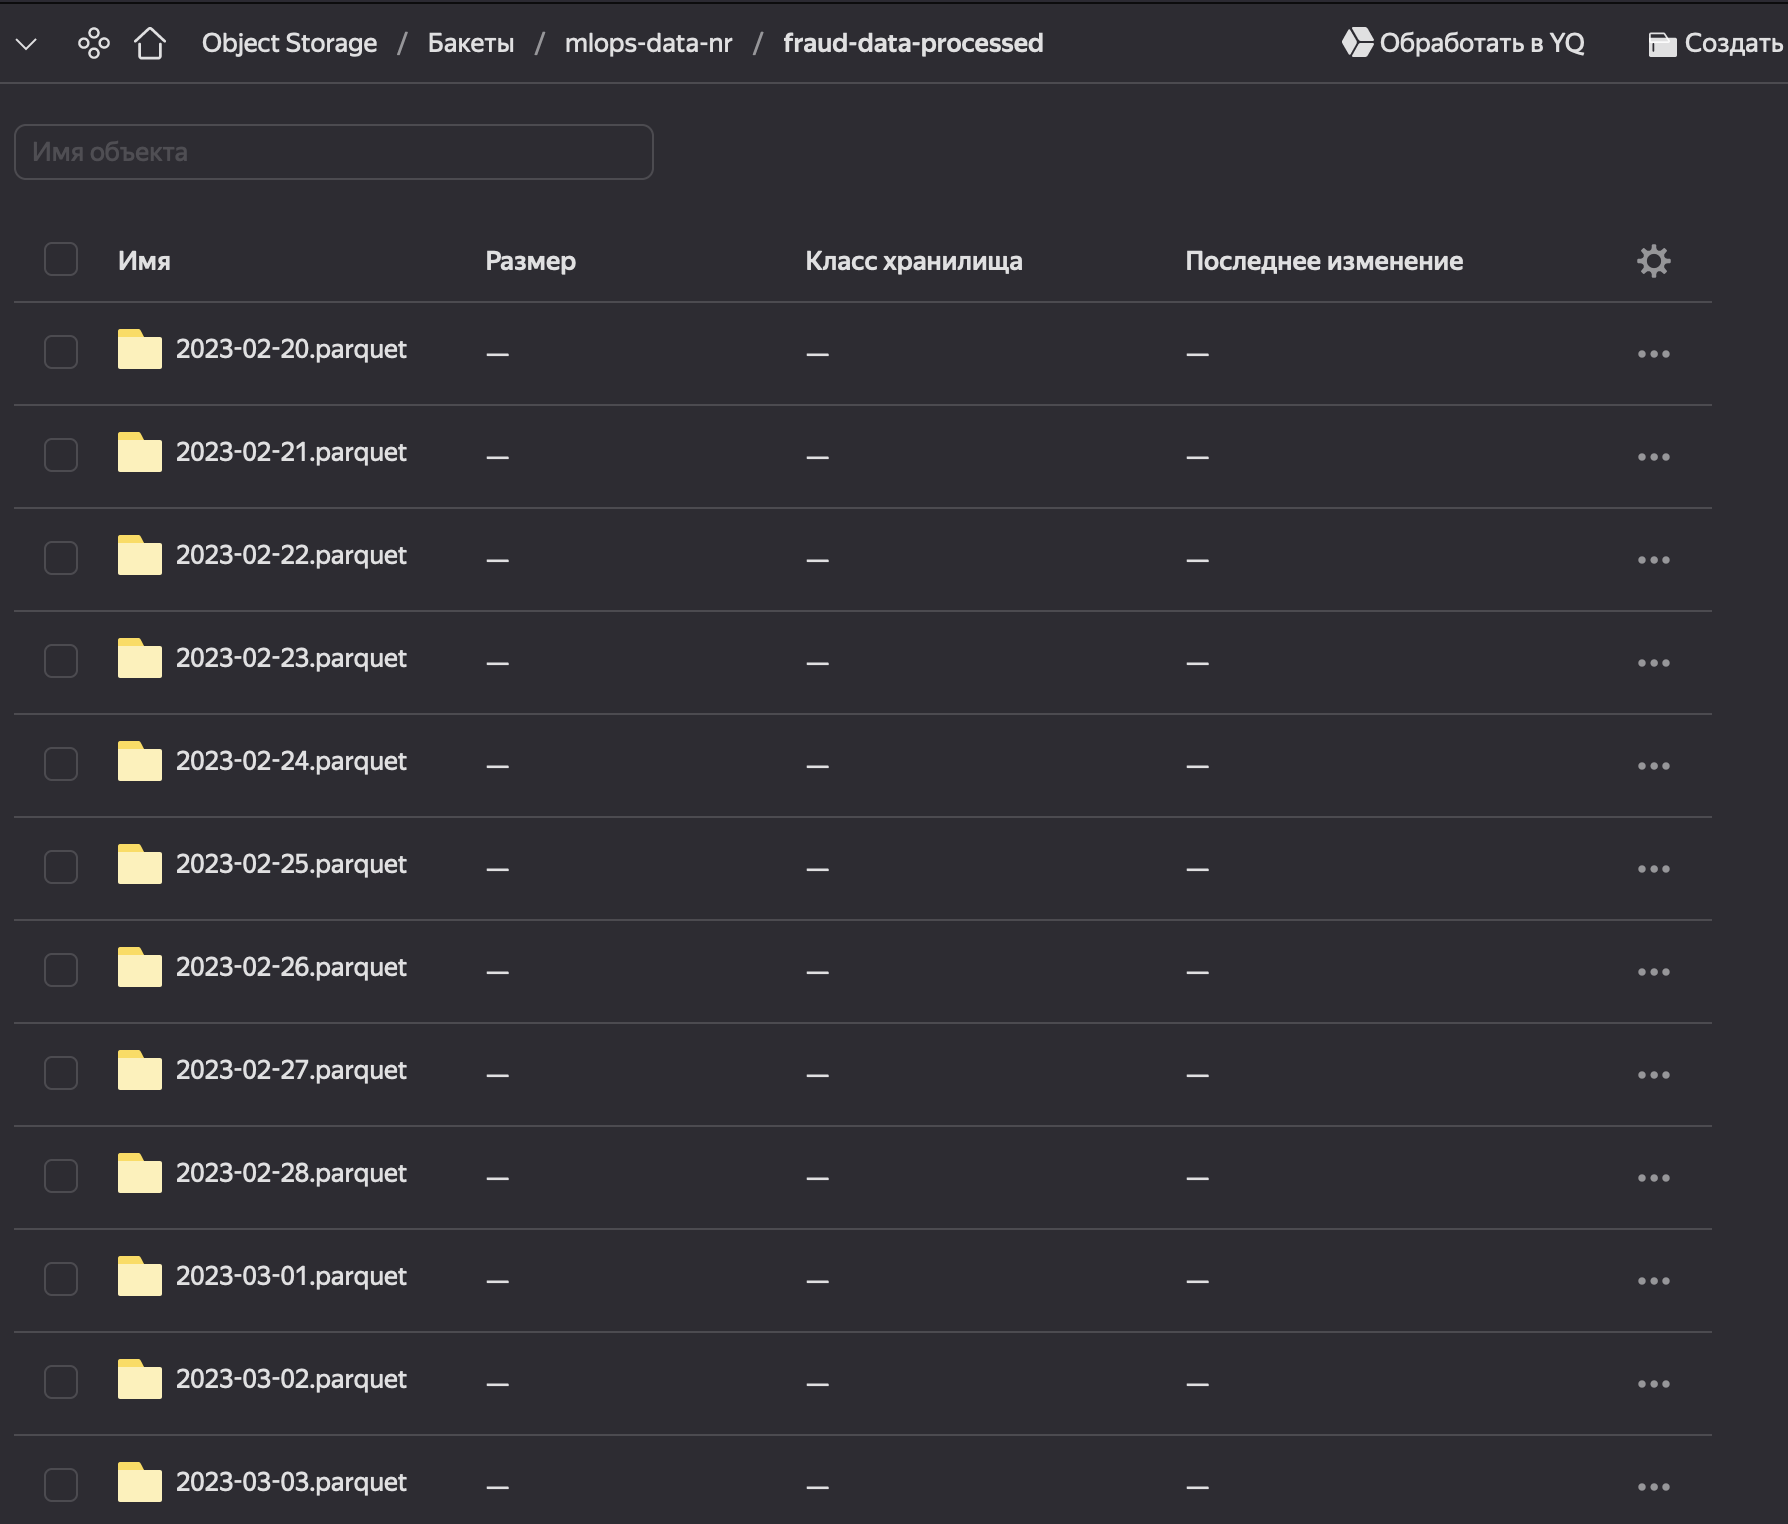 Object Storage / Бакеты / mlops-data-nr / fraud-data-processed Обработать в YQ Создать
Имя объекта
Имя Размер Класс хранилища Последнее изменение
2023-02-20.parquet — — —
2023-02-21.parquet — — —
2023-02-22.parquet — — —
2023-02-23.parquet — — —
2023-02-24.parquet — — —
2023-02-25.parquet — — —
2023-02-26.parquet — — —
2023-02-27.parquet — — —
2023-02-28.parquet — — —
2023-03-01.parquet — — —
2023-03-02.parquet — — —
2023-03-03.parquet — — —